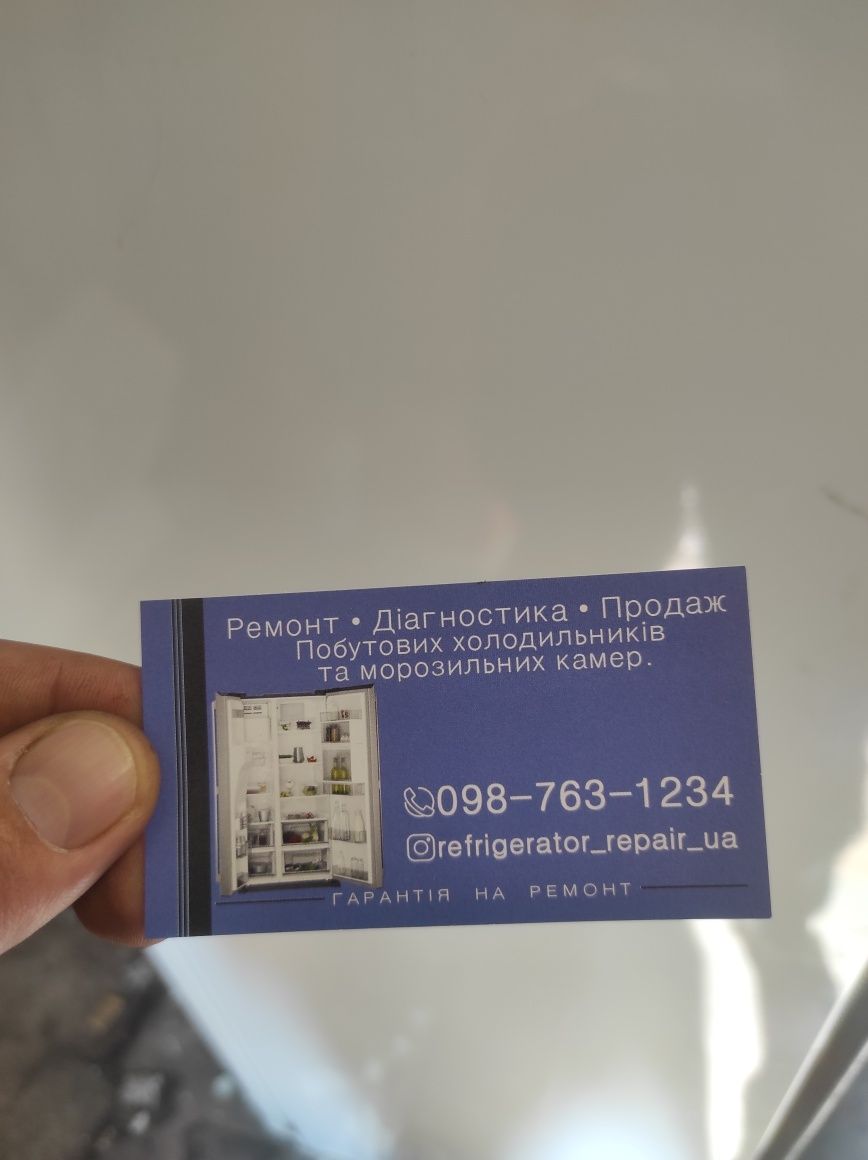 Ремонт • Діагностика • Продаж
Побутових холодильників
та морозильних камер.
098-763-1234
refrigerator_repair_ua
ГАРАНТІЯ НА РЕМОНТ